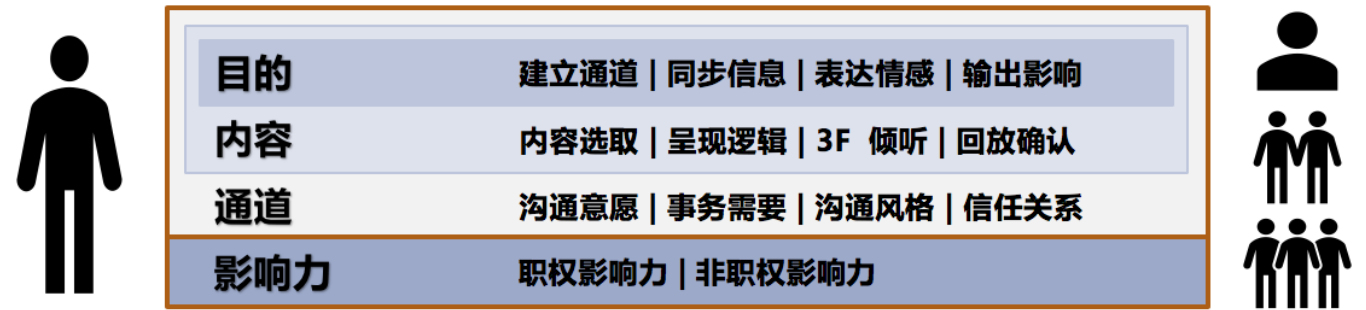 目的 建立通道 | 同步信息 | 表达情感 | 输出影响
内容 内容选取 | 呈现逻辑 | 3F 倾听 | 回放确认
通道 沟通意愿 | 事务需要 | 沟通风格 | 信任关系
影响力 职权影响力 | 非职权影响力